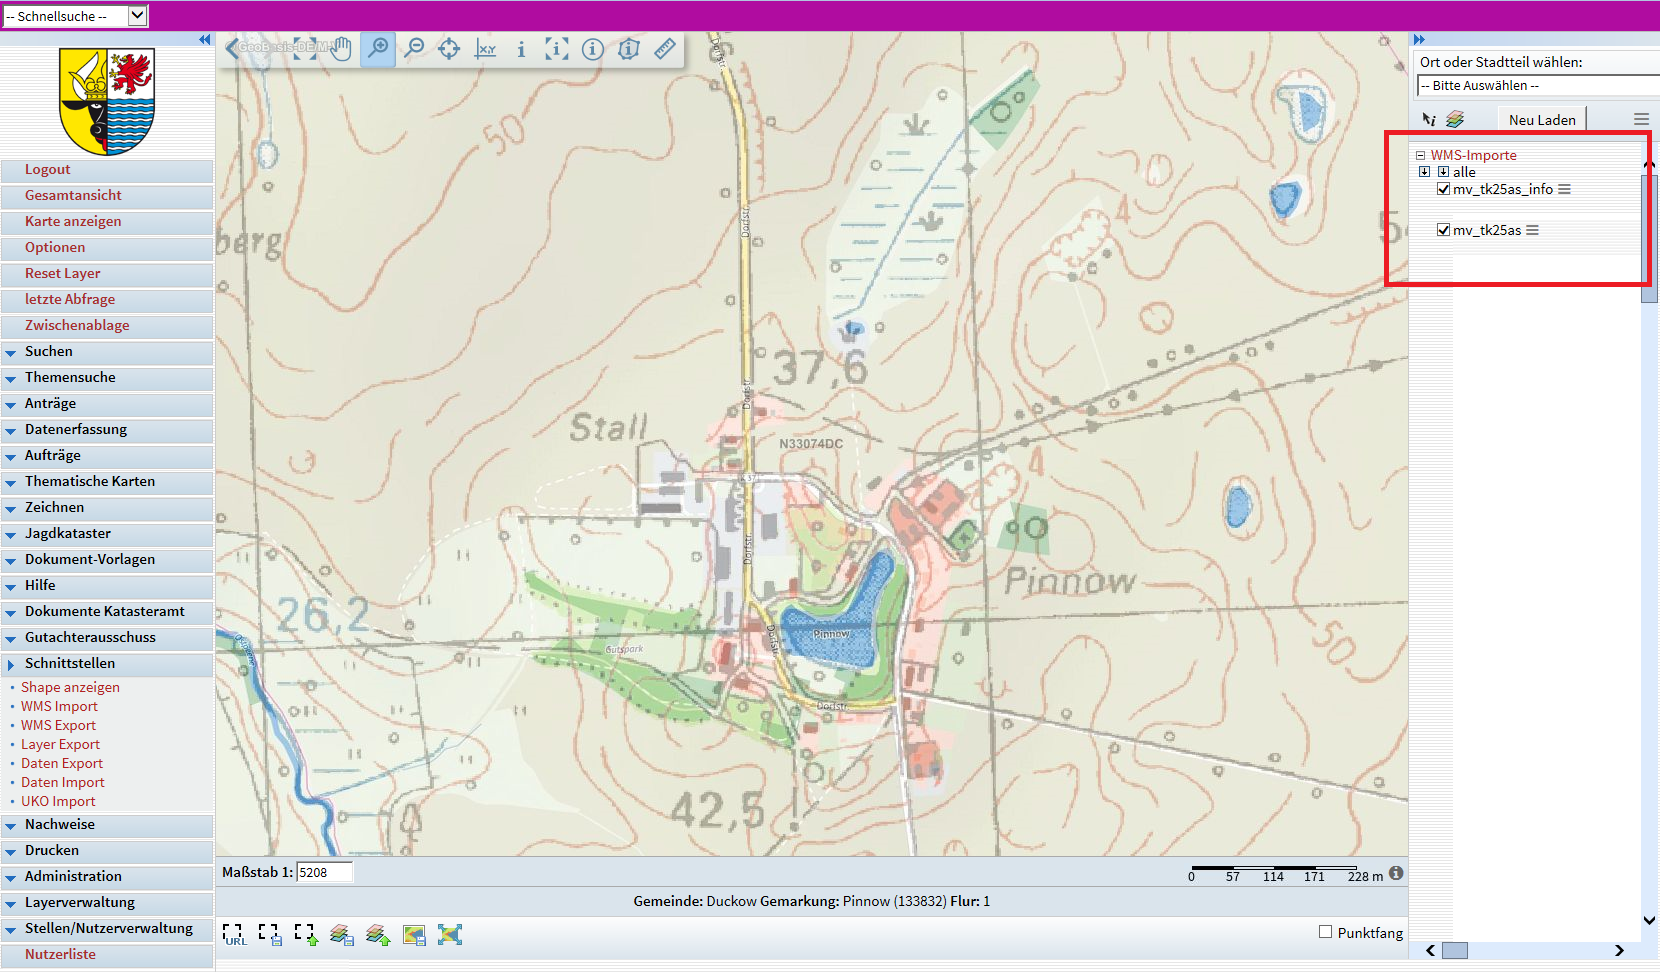 -- Schnellsuche --
Logout
Gesamtansicht
Karte anzeigen
Optionen
Reset Layer
letzte Abfrage
Zwischenablage
Suchen
Themensuche
Anträge
Datenerfassung
Aufträge
Thematische Karten
Zeichnen
Jagdkataster
Dokument-Vorlagen
Hilfe
Dokumente Katasteramt
Gutachterausschuss
Schnittstellen
Shape anzeigen
WMS Import
WMS Export
Layer Export
Daten Export
Daten Import
UKO Import
Nachweise
Drucken
Administration
Layerverwaltung
Stellen/Nutzerverwaltung
Nutzerliste
GeoBasis-DE/M
x,y
Dorfstr.
50
berg
Dorfstr.
4
37,6
Dorfstr.
Stall
N33074DC
K 37
4
Dorfstr.
Pinnow
26,2
Pinnow
Dorfstr.
Gutspark
50
Dorfstr.
42,5
Maßstab 1: 5208
0 57 114 171 228 m
Gemeinde: Duckow Gemarkung: Pinnow (133832) Flur: 1
URL
Punktfang
Ort oder Stadtteil wählen:
-- Bitte Auswählen --
Neu Laden
WMS-Importe
alle
mv_tk25as_info
mv_tk25as